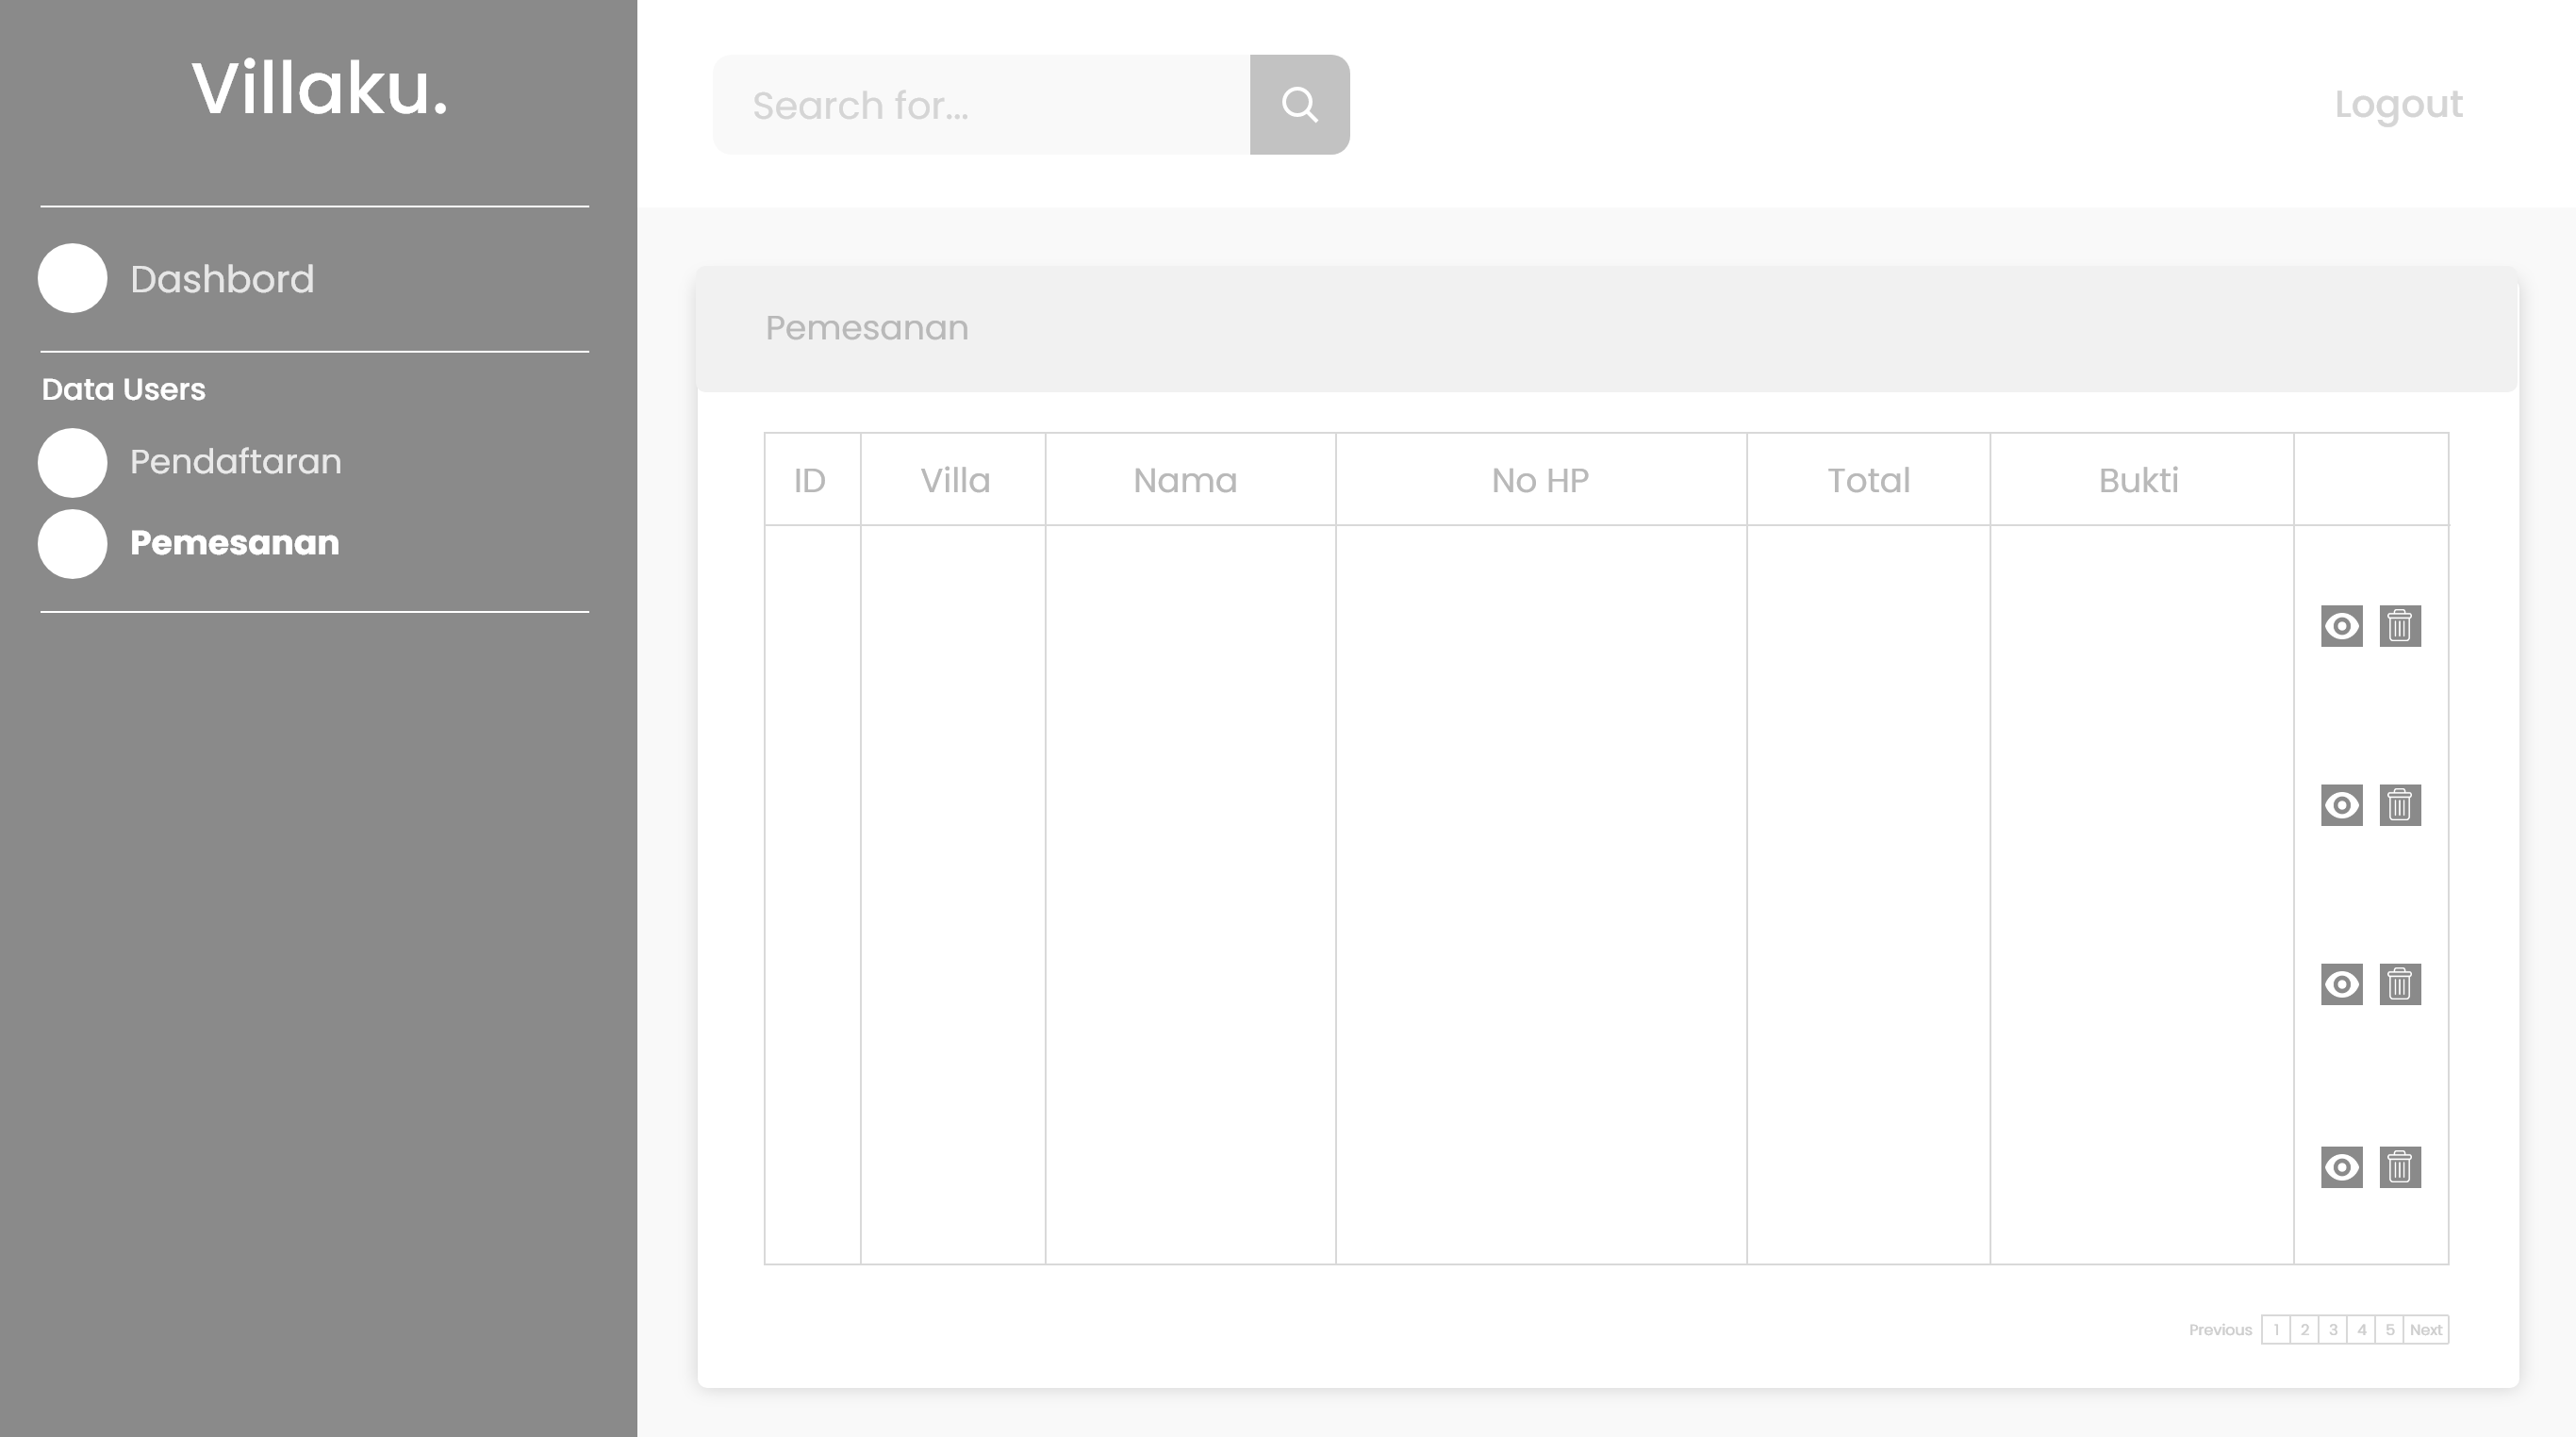 Villaku.
Search for...
Logout
Dashbord
Data Users
Pendaftaran
Pemesanan
Pemesanan
ID Villa Nama No HP Total Bukti
Previous 1 2 3 4 5 Next